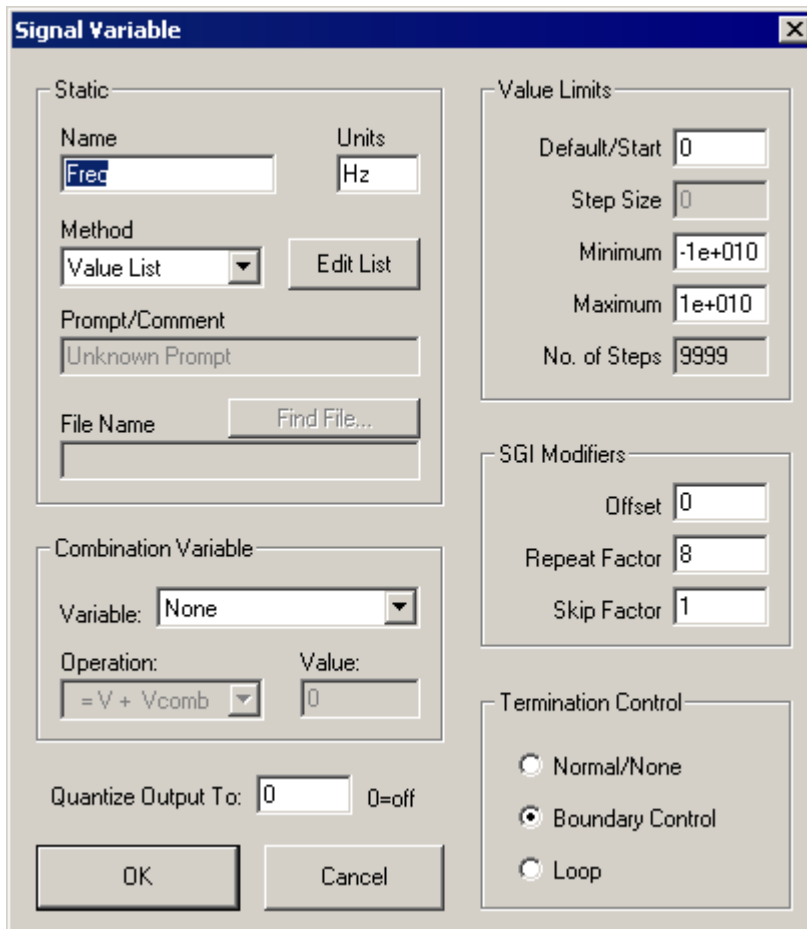 Signal Variable
Static
Name Units
Freq Hz
Method
Value List Edit List
Prompt/Comment
Unknown Prompt
File Name Find File...
Combination Variable
Variable: None
Operation: Value:
= V + Vcomb 0
Quantize Output To: 0 0=off
OK Cancel
Value Limits
Default/Start 0
Step Size 0
Minimum -1e+010
Maximum 1e+010
No. of Steps 9999
SGI Modifiers
Offset 0
Repeat Factor 8
Skip Factor 1
Termination Control
Normal/None
Boundary Control
Loop